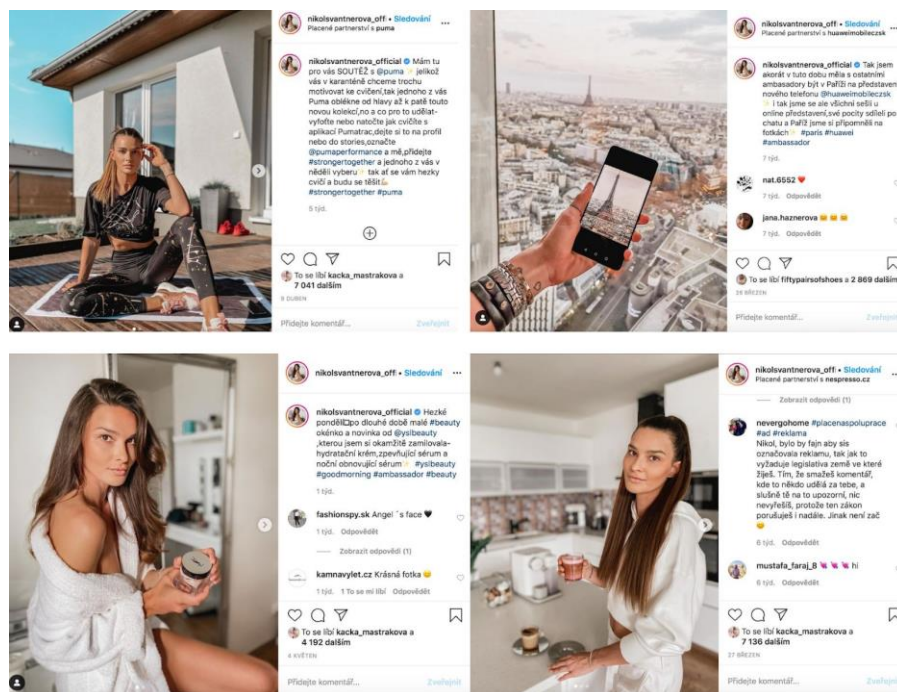 nikolsvantnerova_offi • Sledování
Placené partnerství s puma
nikolsvantnerova_official Mám tu
pro vás SOUTĚŽ s @puma ✨ jelikož
vás v karanténě chceme trochu
motivovat ke cvičení,tak jednoho z vás
Puma oblékne od hlavy až k patě touto
novou kolekcí,no a co pro to udělat-
vyfoťte nebo natočte jak cvičíte s
aplikací Pumatrac,dejte si to na profil
nebo do stories,označte
@pumaperformance a mě,přidejte
#strongertogether a jednoho z vás v
neděli vyberu✨ tak ať se vám hezky
cvičí a budu se těšit💪
#strongertogether #puma
5 týd.
To se líbí kacka_mastrakova a
7 041 dalším
9 DUBEN
Přidejte komentář...
Zveřejnit
nikolsvantnerova_offi • Sledování
Placené partnerství s huaweimobileczsk
nikolsvantnerova_official Tak jsem
akorát v tuto dobu měla s ostatními
ambasadory být v Paříži na představení
nového telefonu @huaweimobileczsk
✨ i tak jsme se ale všichni sešli u
online představení,své pocity sdíleli po
chatu a Paříž jsme si připomněli na
fotkách✨ #paris #huawei
#ambassador
7 týd.
nat.6552 ❤️
7 týd. Odpovědět
jana.haznerova
7 týd. Odpovědět
To se líbí fiftypairsofshoes a 2 869 dalším
26 BŘEZEN
Přidejte komentář...
Zveřejnit
nikolsvantnerova_offi • Sledování
nikolsvantnerova_official Hezké
po dlouhé době malé #beauty
okénko a novinka od @yslbeauty
,kterou jsem si okamžitě zamilovala-
hydratační krém,zpevňující sérum a
noční obnovující sérum✨ #yslbeauty
#goodmorning #ambassador #beauty
1 týd.
fashionspy.sk Angel ´s face 🖤
1 týd. Odpovědět
Zobrazit odpovědi (1)
kamnavylet.cz Krásná fotka
1 týd. 1 To se mi líbí Odpovědět
To se líbí kacka_mastrakova a
4 192 dalším
4 KVĚTEN
Přidejte komentář...
Zveřejnit
nikolsvantnerova_offi • Sledování
Placené partnerství s nespresso.cz
Zobrazit odpovědi (1)
nevergohome #placenaspoluprace
#ad #reklama
Nikol, bylo by fajn aby sis
označovala reklamu, tak jak to
vyžaduje legislativa země ve které
žiješ. Tím, že smažeš komentář,
kde to někdo udělá za tebe, a
slušně tě na to upozorní, nic
nevyřešíš, protože ten zákon
porušuješ i nadále. Jinak není zač
6 týd. Odpovědět
mustafa_faraj_8 hi
6 týd. Odpovědět
To se líbí kacka_mastrakova a
7 136 dalším
27 BŘEZEN
Přidejte komentář...
Zveřejnit